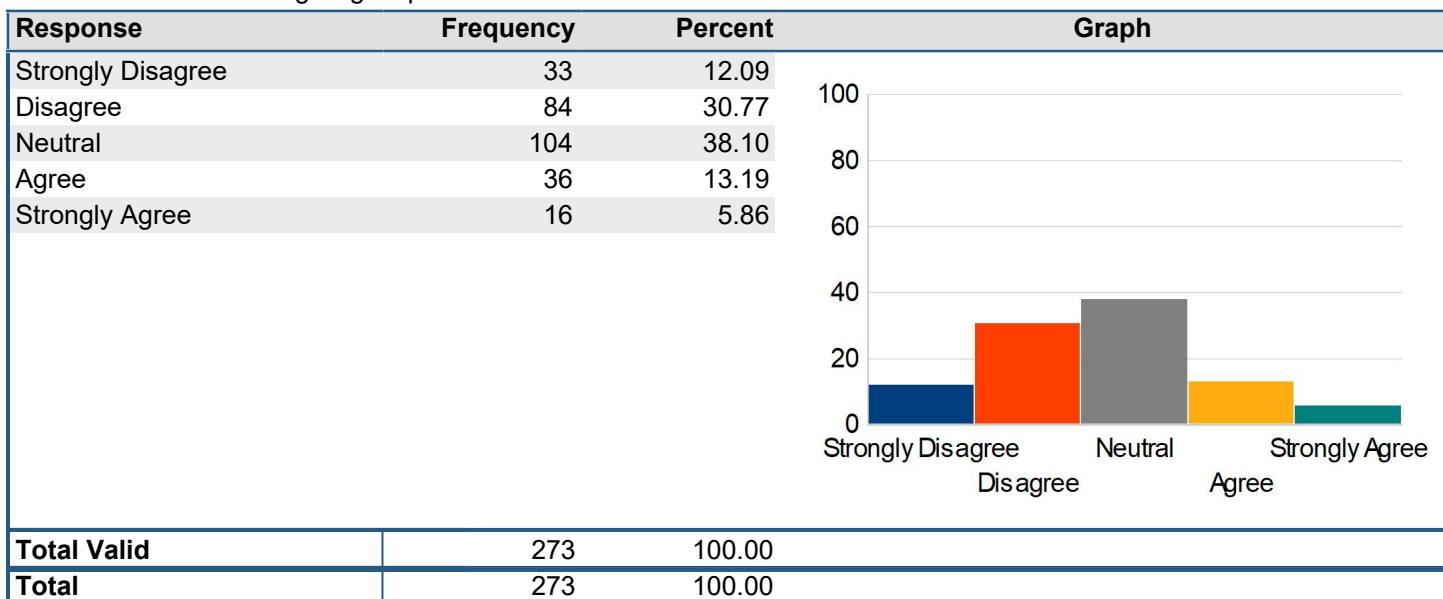 Response Frequency Percent Graph
Strongly Disagree 33 12.09
Disagree 84 30.77
Neutral 104 38.10
Agree 36 13.19
Strongly Agree 16 5.86
100
80
60
40
20
0
Strongly Disagree Neutral Strongly Agree
Disagree Agree
Total Valid 273 100.00
Total 273 100.00